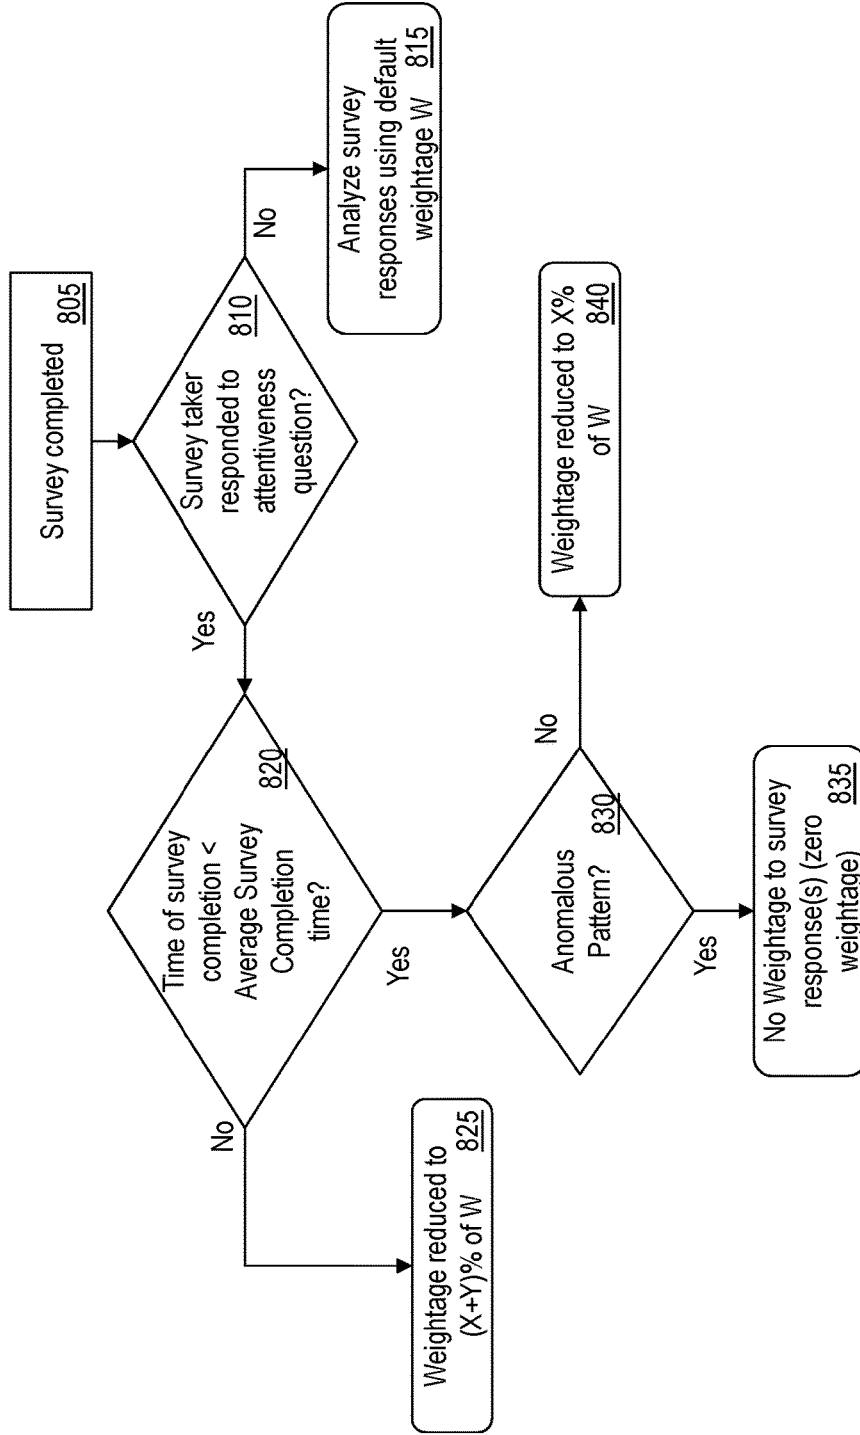 Survey completed
805
Survey taker
responded to
attentiveness
question?
810
No
Analyze survey
responses using default
weightage W 815
Yes
Time of survey
completion <
Average Survey
Completion
time?
820
No
Weightage reduced to
(X+Y)% of W 825
Yes
Anomalous
Pattern?
830
No
Weightage reduced to X%
of W 840
Yes
No Weightage to survey
response(s) (zero
weightage) 835